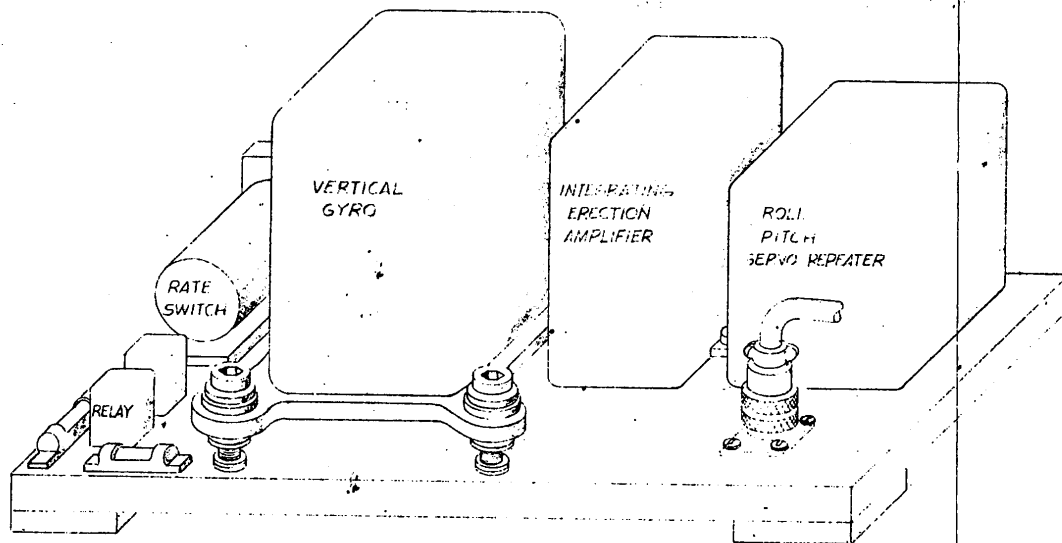 VERTICAL
GYRO
INTEGRATING
ERECTION
AMPLIFIER
ROLL
PITCH
SERVO REPEATER
RATE
SWITCH
RELAY